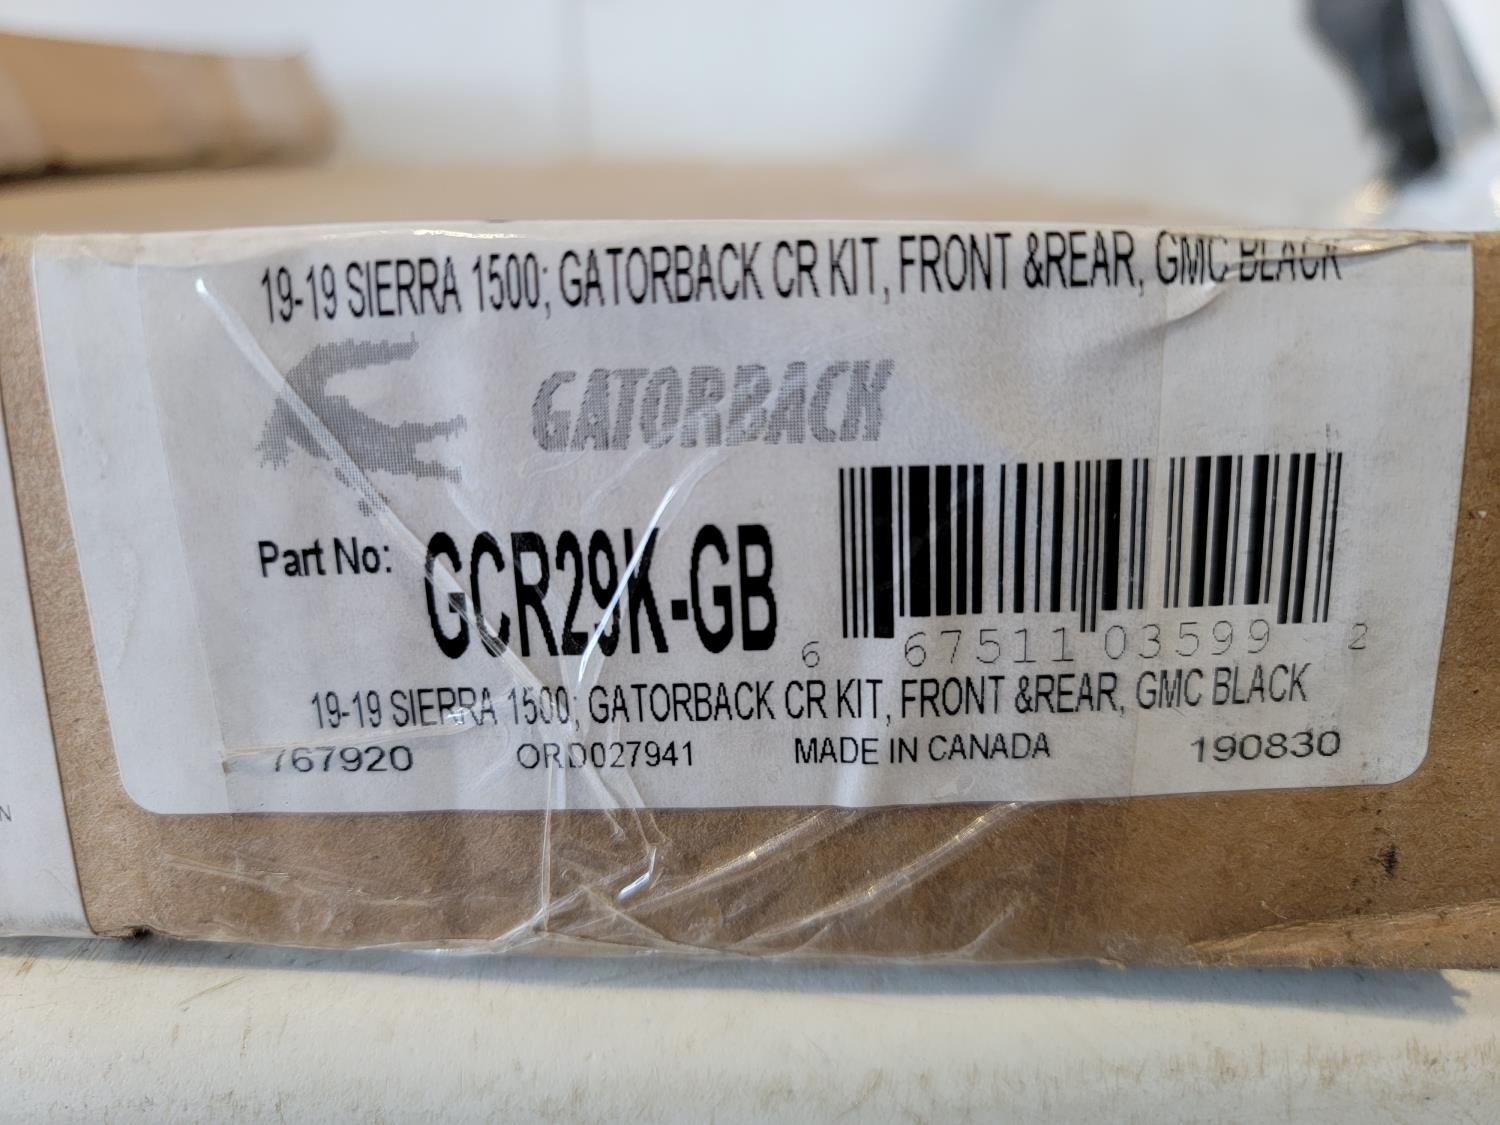 19-19 SIERRA 1500; GATORBACK CR KIT, FRONT &REAR, GMC BLACK
GATORBACK
Part No: GCR29K-GB
6 67511 03599 2
19-19 SIERRA 1500; GATORBACK CR KIT, FRONT &REAR, GMC BLACK
767920 ORD027941 MADE IN CANADA 190830
N